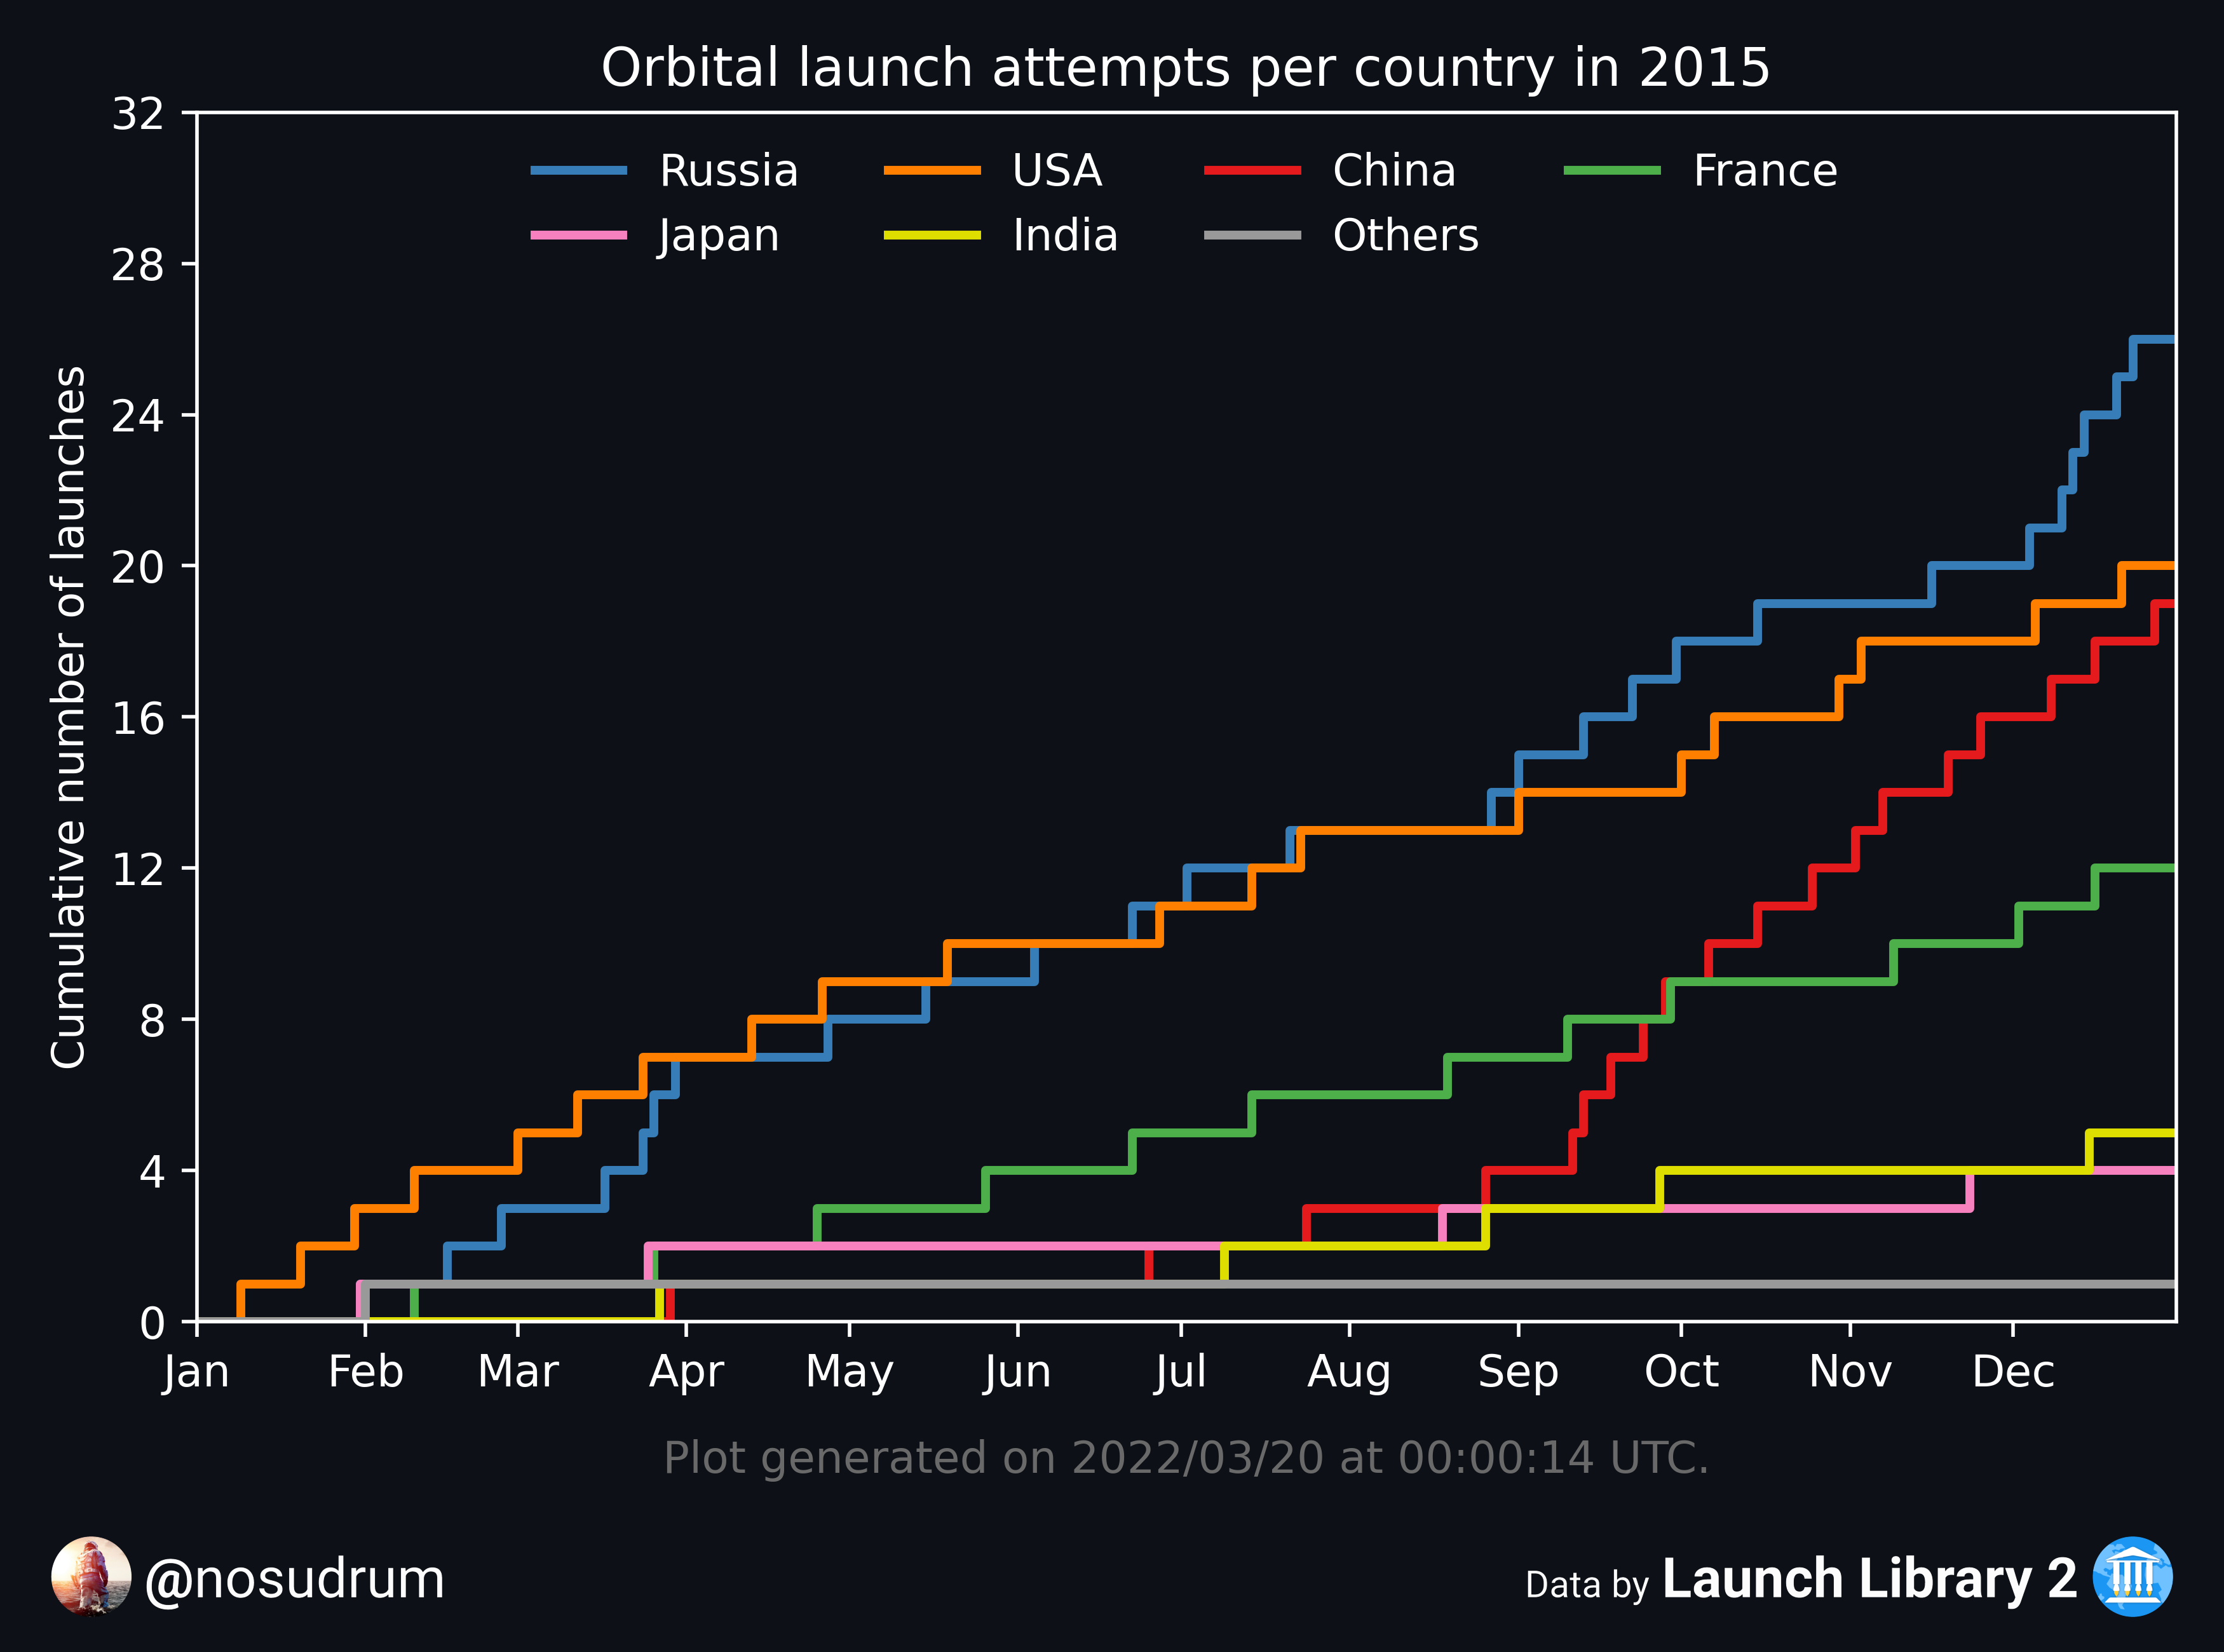 Orbital launch attempts per country in 2015
32
28
24
20
16
12
8
4
0
Cumulative number of launches
Russia USA China France
Japan India Others
Jan Feb Mar Apr May Jun Jul Aug Sep Oct Nov Dec
Plot generated on 2022/03/20 at 00:00:14 UTC.
@nosudrum
Data by Launch Library 2